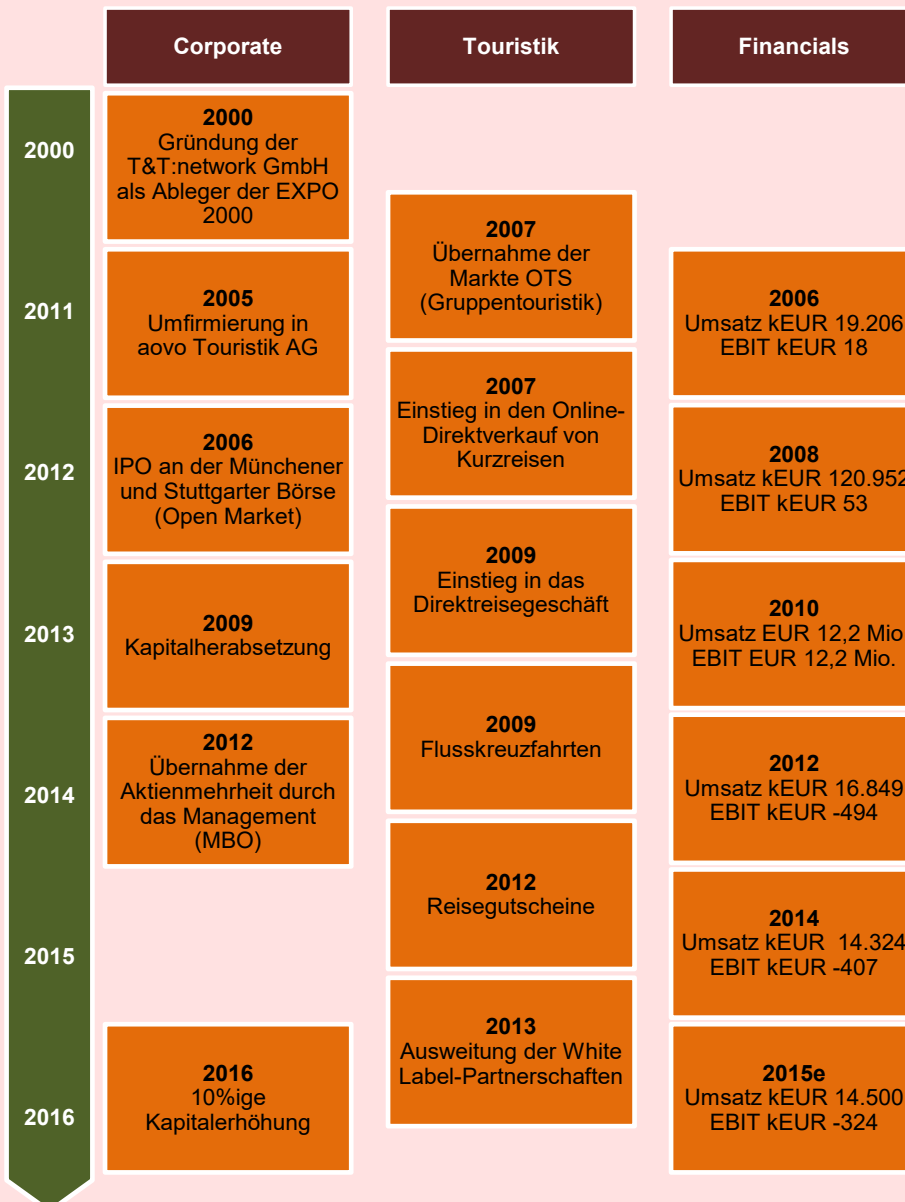 Corporate
Touristik
Financials
2000
2011
2012
2013
2014
2015
2016
2000
Gründung der
T&T:network GmbH
als Ableger der EXPO
2000
2005
Umfirmierung in
aovo Touristik AG
2006
IPO an der Münchener
und Stuttgarter Börse
(Open Market)
2009
Kapitalherabsetzung
2012
Übernahme der
Aktienmehrheit durch
das Management
(MBO)
2016
10%ige
Kapitalerhöhung
2007
Übernahme der
Markte OTS
(Gruppentouristik)
2007
Einstieg in den Online-
Direktverkauf von
Kurzreisen
2009
Einstieg in das
Direktreisegeschäft
2009
Flusskreuzfahrten
2012
Reisegutscheine
2013
Ausweitung der White
Label-Partnerschaften
2006
Umsatz kEUR 19.206
EBIT kEUR 18
2008
Umsatz kEUR 120.952
EBIT kEUR 53
2010
Umsatz EUR 12,2 Mio
EBIT EUR 12,2 Mio.
2012
Umsatz kEUR 16.849
EBIT kEUR -494
2014
Umsatz kEUR 14.324
EBIT kEUR -407
2015e
Umsatz kEUR 14.500
EBIT kEUR -324